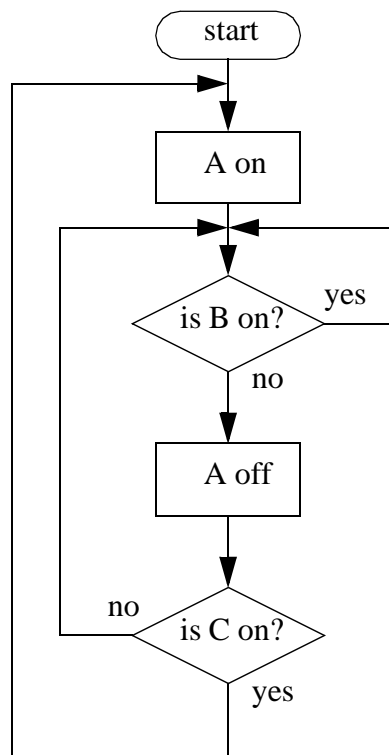 start
A on
is B on?
yes
no
A off
no
is C on?
yes